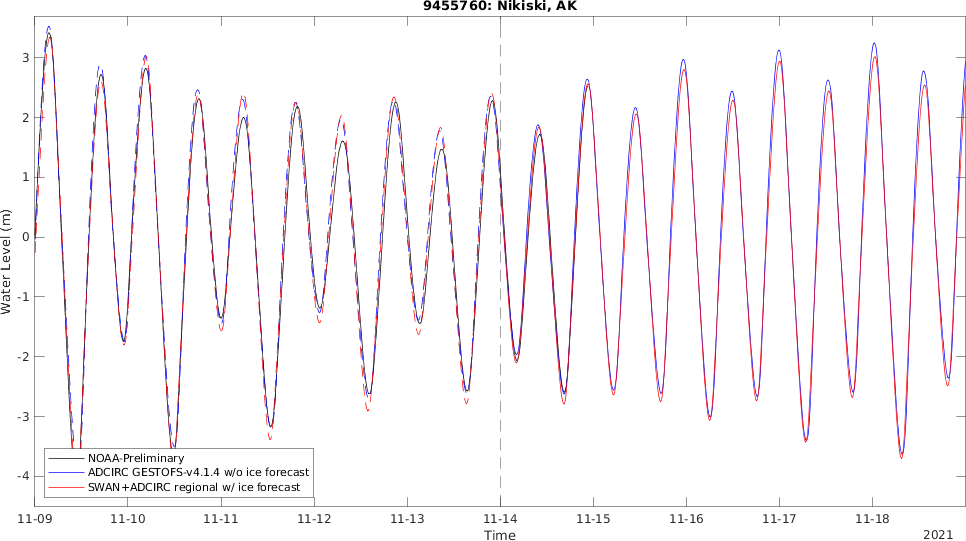 9455760: Nikiski, AK
3
2
1
0
-1
-2
-3
-4
Water Level (m)
NOAA-Preliminary
ADCIRC GESTOFS-v4.1.4 w/o ice forecast
SWAN+ADCIRC regional w/ ice forecast
11-09 11-10 11-11 11-12 11-13 11-14 11-15 11-16 11-17 11-18
Time
2021